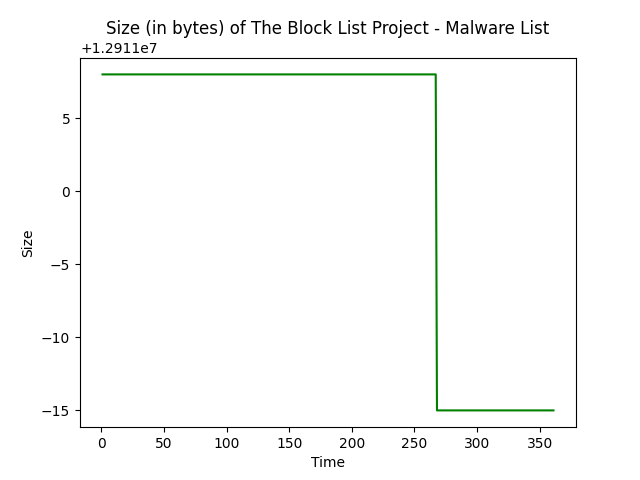 Size (in bytes) of The Block List Project - Malware List
+1.2911e7
5
0
−5
−10
−15
Size
0 50 100 150 200 250 300 350
Time